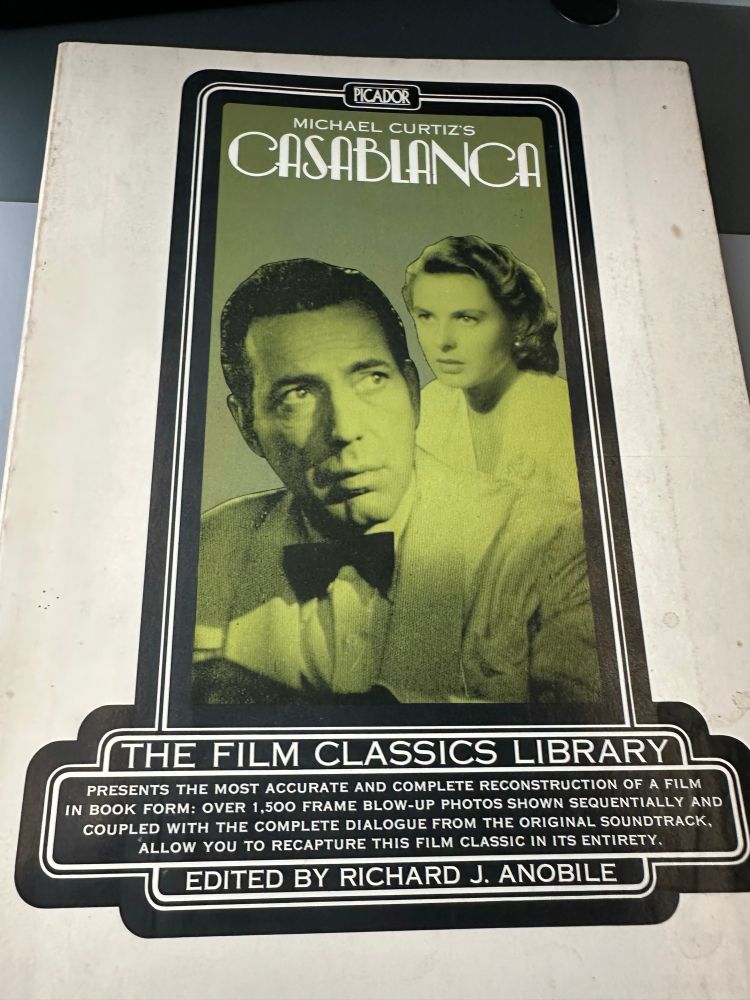 PICADOR
MICHAEL CURTIZ'S
CASABLANCA
THE FILM CLASSICS LIBRARY
PRESENTS THE MOST ACCURATE AND COMPLETE RECONSTRUCTION OF A FILM
IN BOOK FORM: OVER 1,500 FRAME BLOW-UP PHOTOS SHOWN SEQUENTIALLY AND
COUPLED WITH THE COMPLETE DIALOGUE FROM THE ORIGINAL SOUNDTRACK,
ALLOW YOU TO RECAPTURE THIS FILM CLASSIC IN ITS ENTIRETY.
EDITED BY RICHARD J. ANOBILE